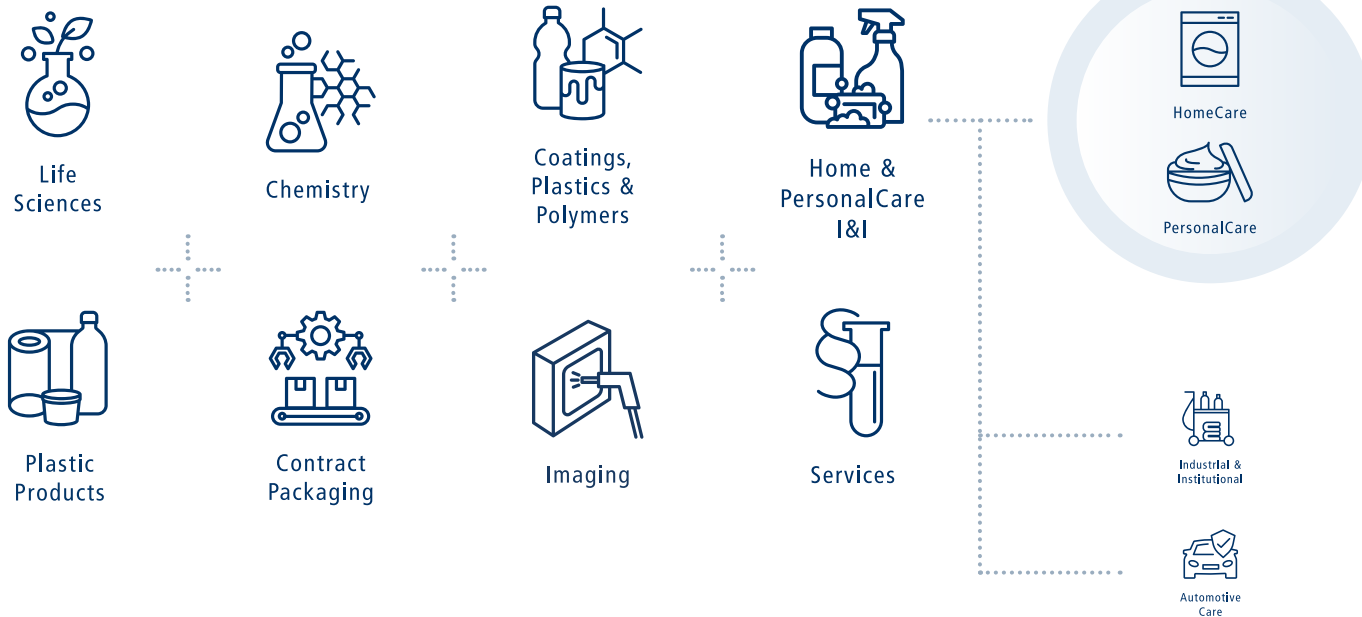 Life
Sciences
Chemistry
Coatings,
Plastics &
Polymers
Home &
PersonalCare
I&I
HomeCare
PersonalCare
Plastic
Products
Contract
Packaging
Imaging
Services
Industrial &
Institutional
Automotive
Care